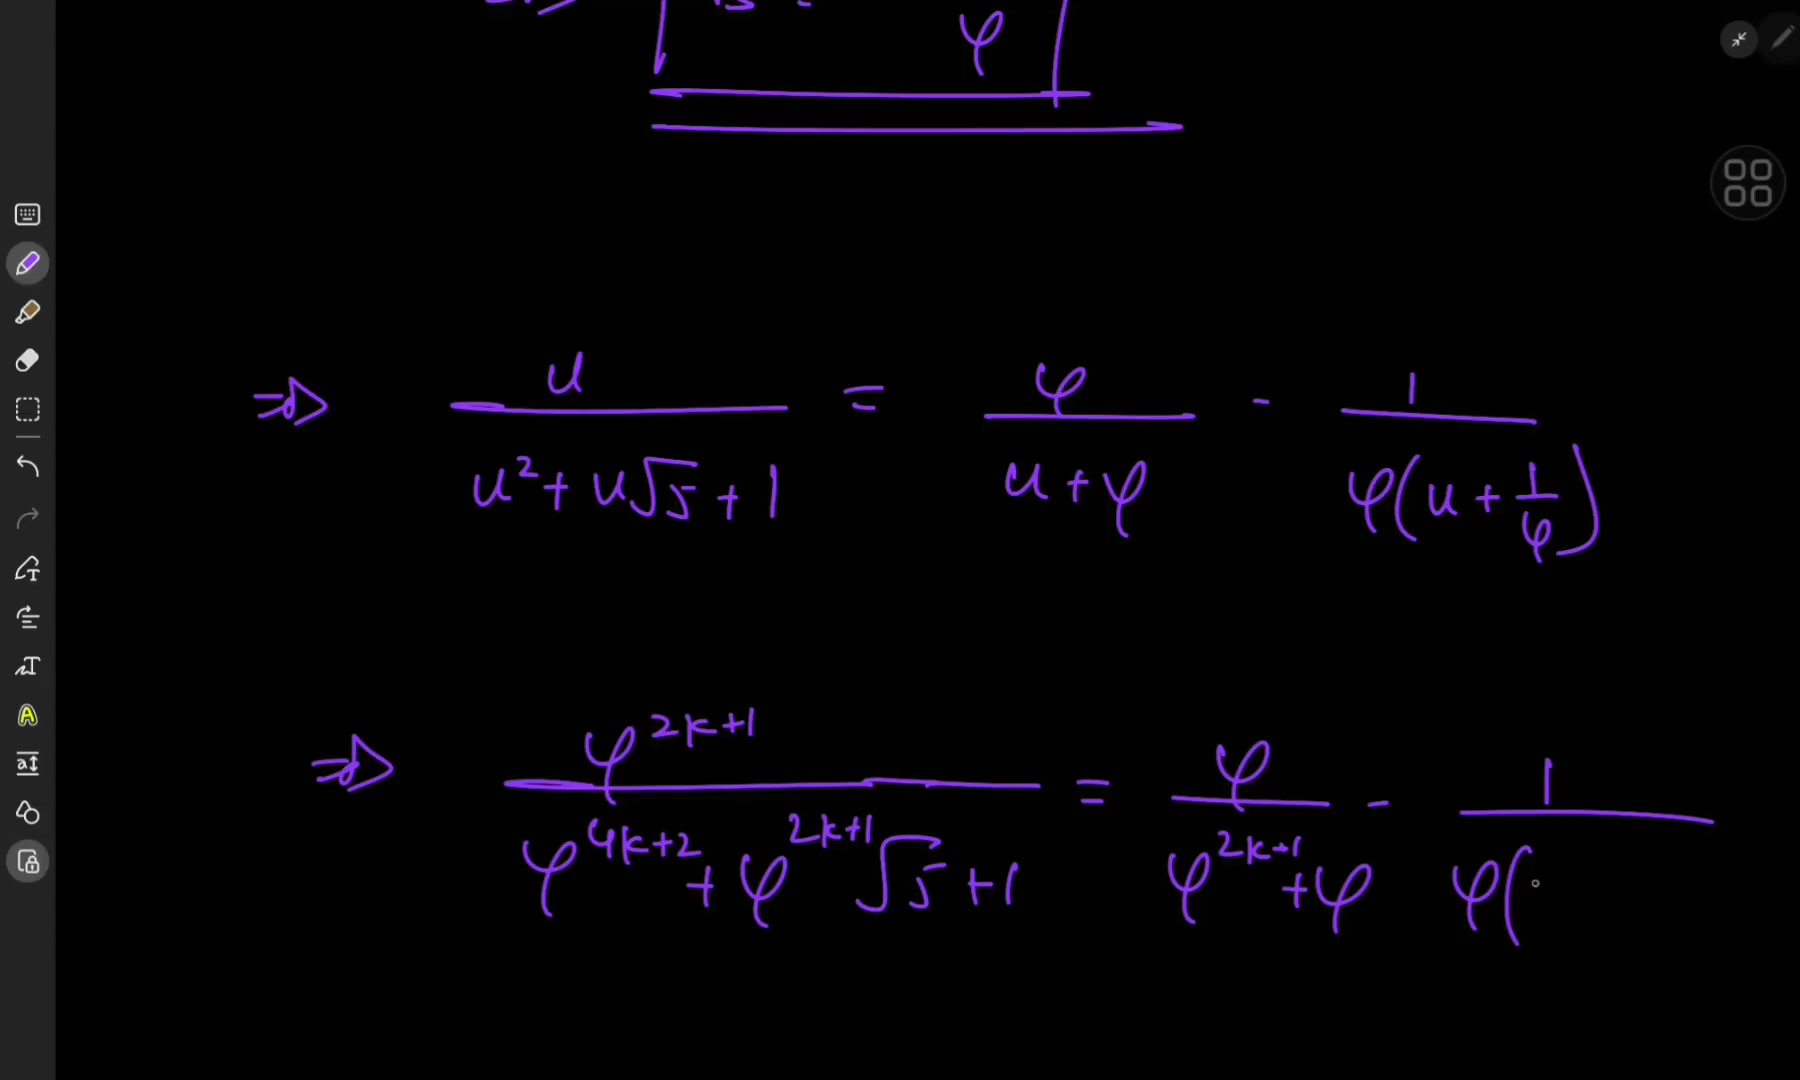 φ
⇒ u / (u² + u√5 + 1) = φ / (u + φ) - 1 / (φ(u + 1/φ))
⇒ φ^(2k+1) / (φ^(4k+2) + φ^(2k+1) √5 + 1) = φ / (φ^(2k+1) + φ) - 1 / (φ(